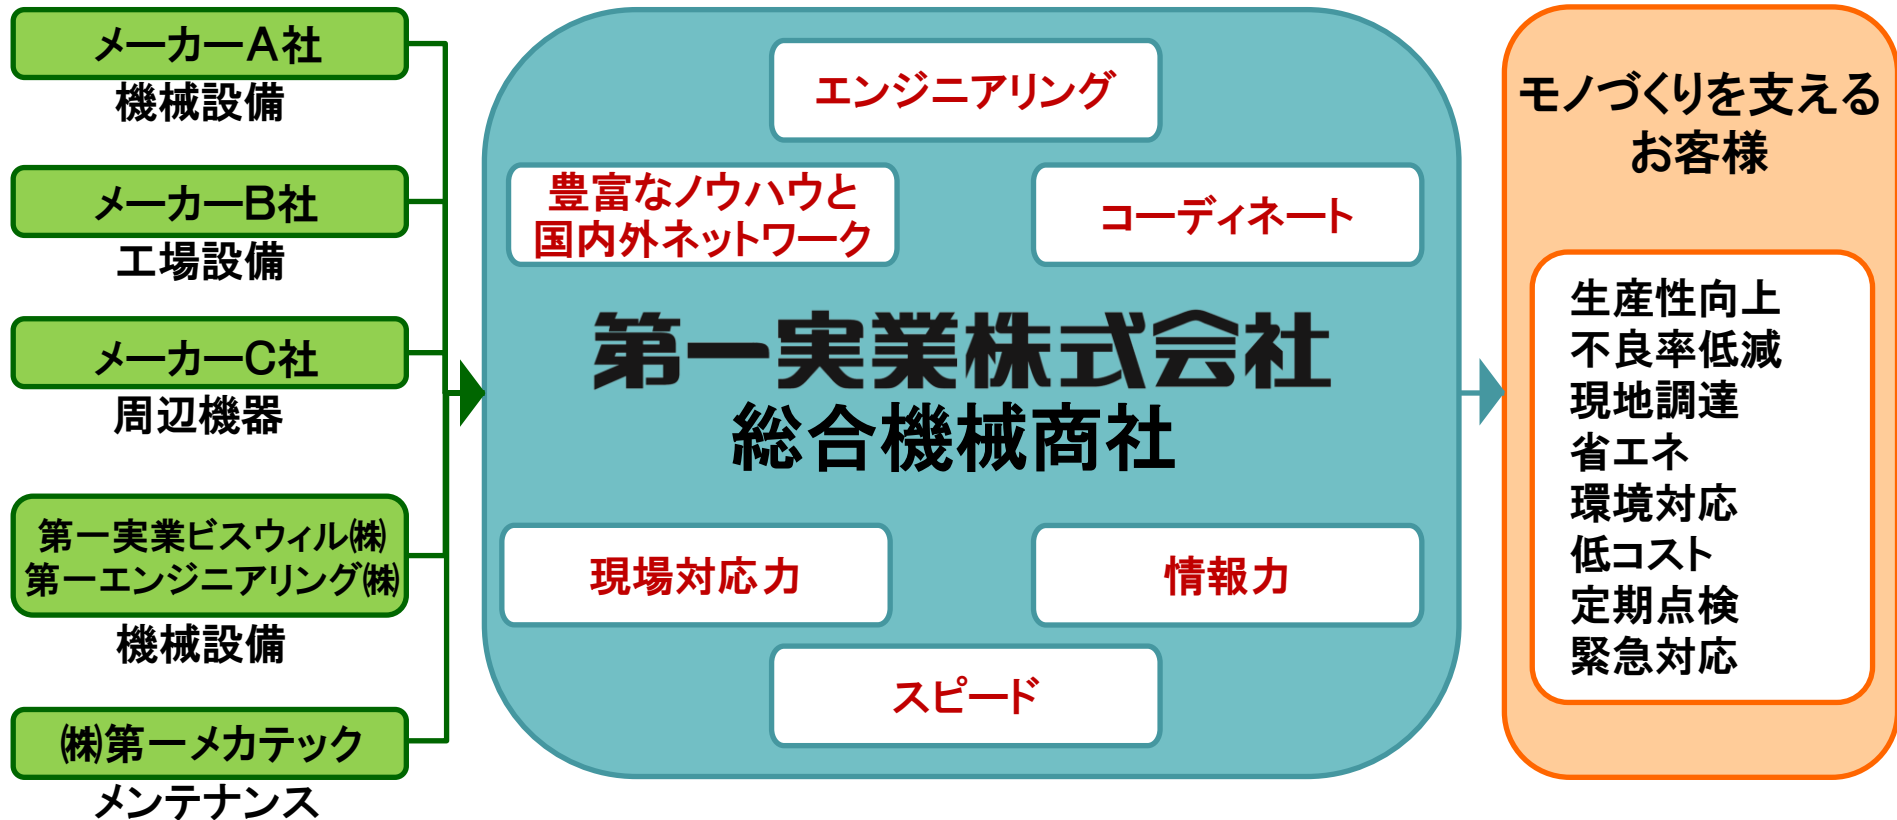 メーカーA社
機械設備
メーカーB社
工場設備
メーカーC社
周辺機器
第一実業ビスウィル㈱
第一エンジニアリング㈱
機械設備
㈱第一メカテック
メンテナンス
エンジニアリング
豊富なノウハウと
国内外ネットワーク
コーディネート
第一実業株式会社
総合機械商社
現場対応力
情報力
スピード
モノづくりを支える
お客様
生産性向上
不良率低減
現地調達
省エネ
環境対応
低コスト
定期点検
緊急対応